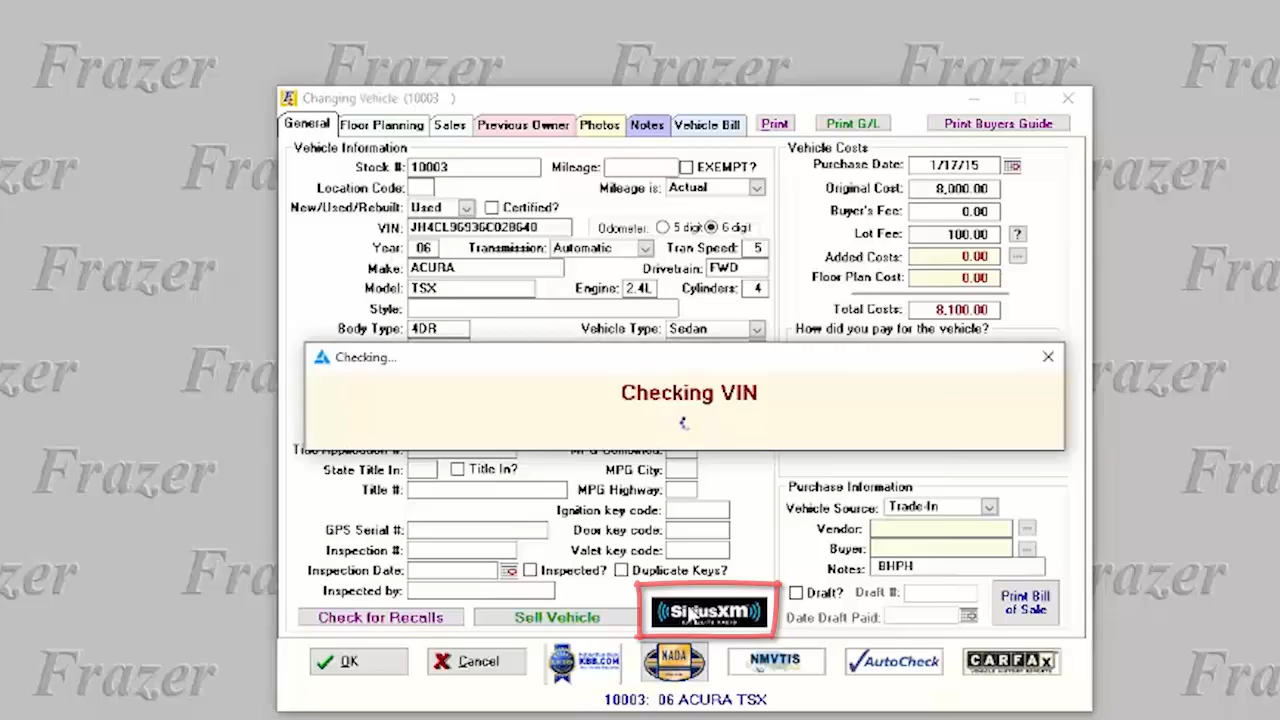 Frazer Frazer Frazer Frazer Frazer
Changing Vehicle (10003 )
General Floor Planning Sales Previous Owner Photos Notes Vehicle Bill Print Print G/L Print Buyers Guide
Vehicle Information
Stock #: 10003 Mileage: EXEMPT?
Location Code: Mileage is: Actual
New/Used/Rebuilt: Used Certified?
VIN: JH4CL96936C028640 Odometer: 5 digit 6 digit
Year: 06 Transmission: Automatic Tran Speed: 5
Make: ACURA Drivetrain: FWD
Model: TSX Engine: 2.4L Cylinders: 4
Style:
Body Type: 4DR Vehicle Type: Sedan
Vehicle Costs
Purchase Date: 1/17/15
Original Cost: 8,000.00
Buyer's Fee: 0.00
Lot Fee: 100.00 ?
Added Costs: 0.00 ...
Floor Plan Cost: 0.00
Total Costs: 8,100.00
How did you pay for the vehicle?
Checking...
Checking VIN
State Title In: Title In? MPG City:
Title #: MPG Highway:
Ignition key code:
GPS Serial #: Door key code:
Inspection #: Valet key code:
Inspection Date: Inspected? Duplicate Keys?
Inspected by:
Check for Recalls Sell Vehicle SiriusXM
Purchase Information
Vehicle Source: Trade-In
Vendor: ...
Buyer: ...
Notes: BHPH
Draft? Draft #:
Date Draft Paid:
Print Bill
of Sale
OK Cancel KBB.COM NADA NMVTIS AutoCheck CARFAX
10003: 06 ACURA TSX